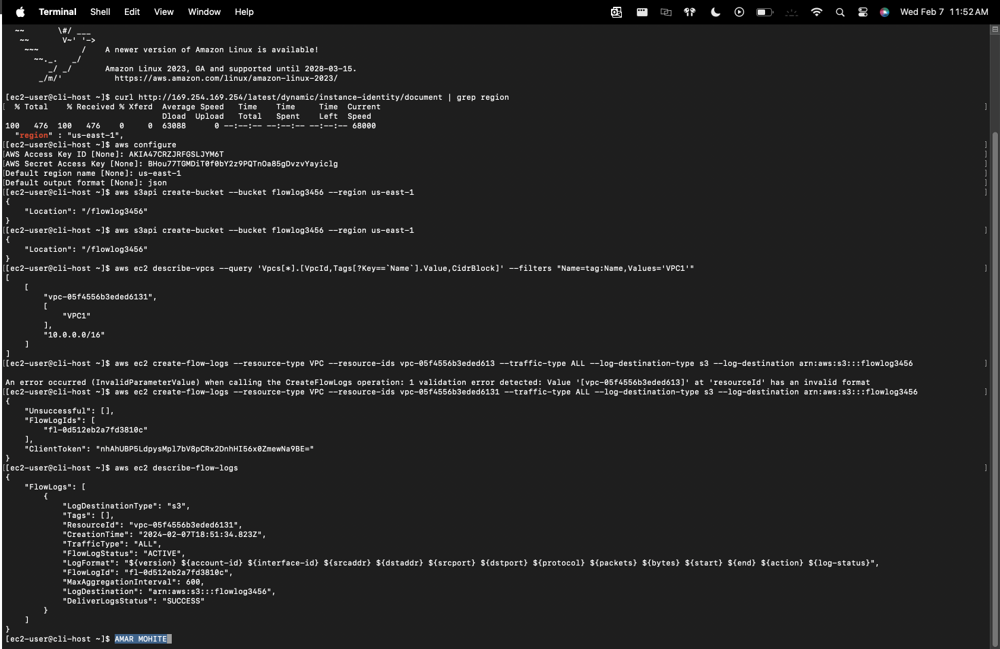 Terminal Shell Edit View Window Help Wed Feb 7 11:52 AM
~~ \#/ ___
~~ V~' '->
~~~ / A newer version of Amazon Linux is available!
~~._. _/
_/ _/ Amazon Linux 2023, GA and supported until 2028-03-15.
_/m/' https://aws.amazon.com/linux/amazon-linux-2023/
[ec2-user@cli-host ~]$ curl http://169.254.169.254/latest/dynamic/instance-identity/document | grep region
[ % Total % Received % Xferd Average Speed Time Time Time Current ]
Dload Upload Total Spent Left Speed
100 476 100 476 0 0 63088 0 --:--:-- --:--:-- --:--:-- 68000
"region" : "us-east-1",
[[ec2-user@cli-host ~]$ aws configure ]
[AWS Access Key ID [None]: AKIA47CRZJRFGSLJYM6T ]
[AWS Secret Access Key [None]: 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 ]
[Default region name [None]: us-east-1 ]
[Default output format [None]: json ]
[[ec2-user@cli-host ~]$ aws s3api create-bucket --bucket flowlog3456 --region us-east-1 ]
{
"Location": "/flowlog3456"
}
[[ec2-user@cli-host ~]$ aws s3api create-bucket --bucket flowlog3456 --region us-east-1 ]
{
"Location": "/flowlog3456"
}
[[ec2-user@cli-host ~]$ aws ec2 describe-vpcs --query 'Vpcs[*].[VpcId,Tags[?Key==`Name`].Value,CidrBlock]' --filters "Name=tag:Name,Values='VPC1'" ]
[
[
"vpc-05f4556b3eded6131",
[
"VPC1"
],
"10.0.0.0/16"
]
]
[[ec2-user@cli-host ~]$ aws ec2 create-flow-logs --resource-type VPC --resource-ids vpc-05f4556b3eded613 --traffic-type ALL --log-destination-type s3 --log-destination arn:aws:s3:::flowlog3456 ]
An error occurred (InvalidParameterValue) when calling the CreateFlowLogs operation: 1 validation error detected: Value '[vpc-05f4556b3eded613]' at 'resourceId' has an invalid format
[[ec2-user@cli-host ~]$ aws ec2 create-flow-logs --resource-type VPC --resource-ids vpc-05f4556b3eded6131 --traffic-type ALL --log-destination-type s3 --log-destination arn:aws:s3:::flowlog3456 ]
{
"Unsuccessful": [],
"FlowLogIds": [
"fl-0d512eb2a7fd3810c"
],
"ClientToken": "nhAhUBP5LdpysMpl7bV8pCRx2DnhHI56x0ZmewNa9BE="
}
[[ec2-user@cli-host ~]$ aws ec2 describe-flow-logs ]
{
"FlowLogs": [
{
"LogDestinationType": "s3",
"Tags": [],
"ResourceId": "vpc-05f4556b3eded6131",
"CreationTime": "2024-02-07T18:51:34.823Z",
"TrafficType": "ALL",
"FlowLogStatus": "ACTIVE",
"LogFormat": "${version} ${account-id} ${interface-id} ${srcaddr} ${dstaddr} ${srcport} ${dstport} ${protocol} ${packets} ${bytes} ${start} ${end} ${action} ${log-status}",
"FlowLogId": "fl-0d512eb2a7fd3810c",
"MaxAggregationInterval": 600,
"LogDestination": "arn:aws:s3:::flowlog3456",
"DeliverLogsStatus": "SUCCESS"
}
]
}
[ec2-user@cli-host ~]$ AMAR MOHITE